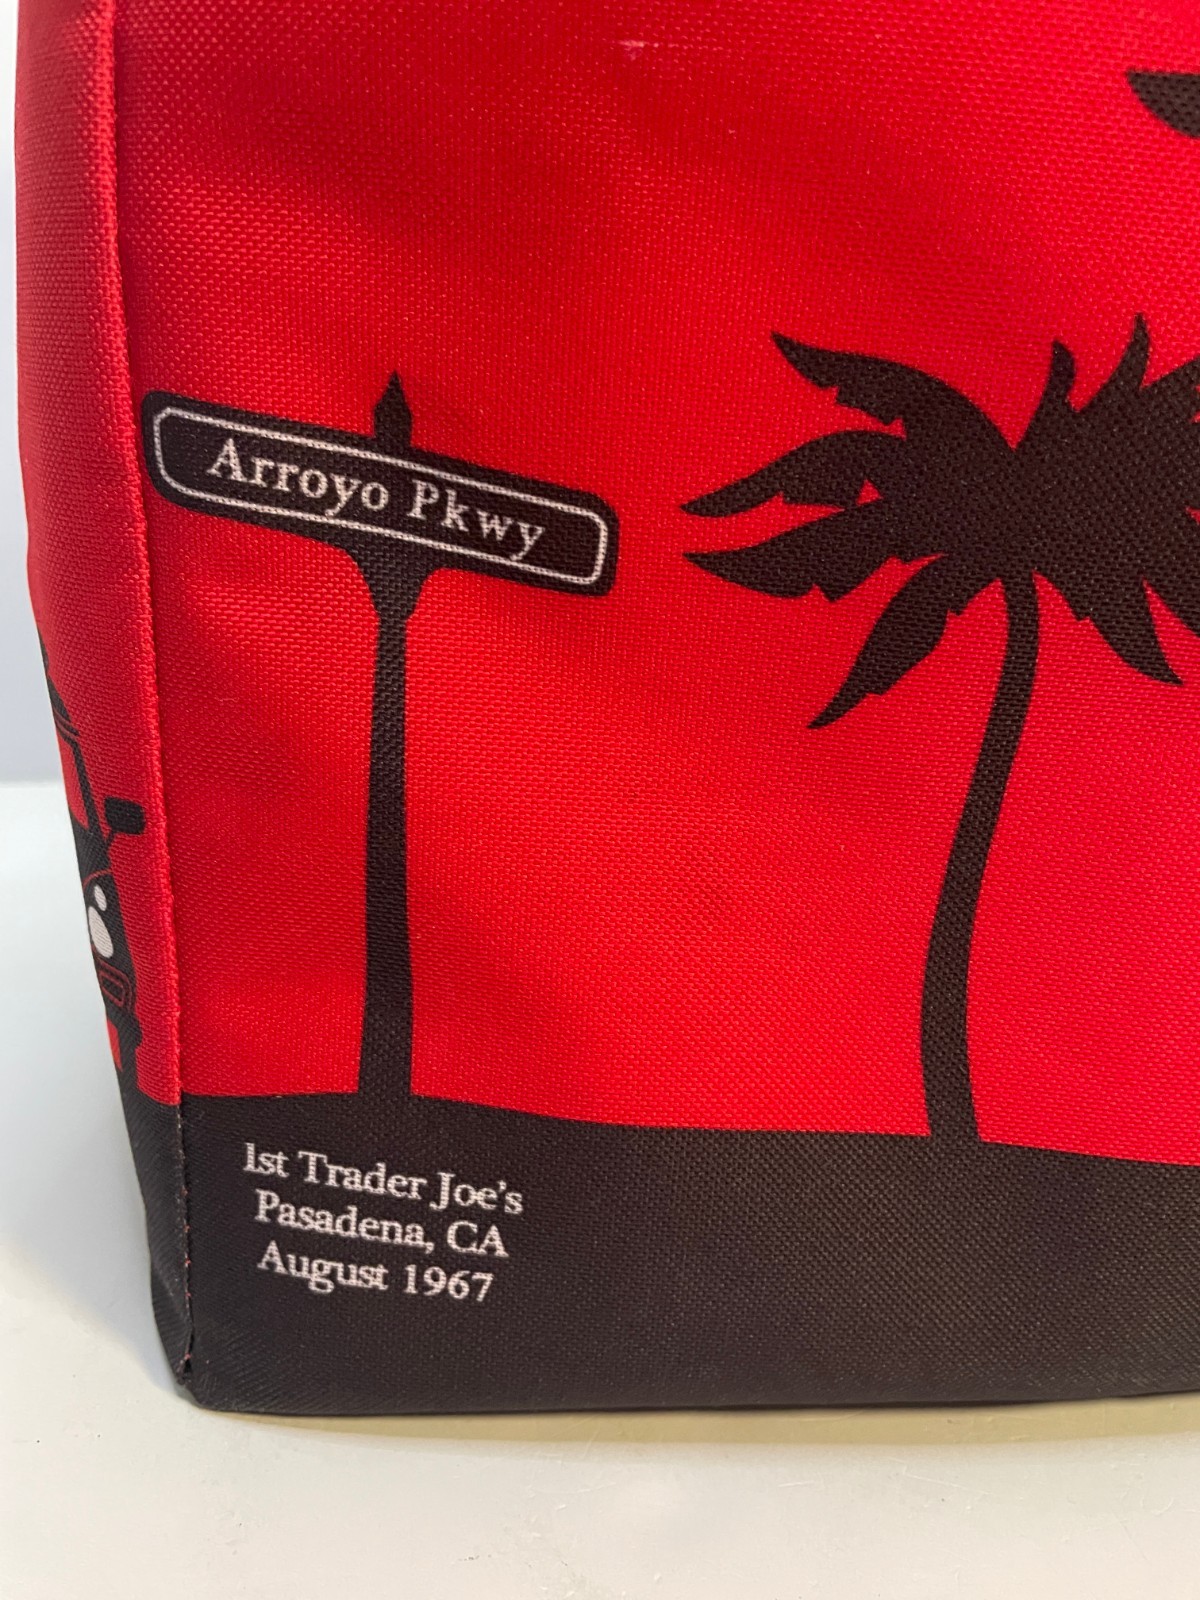 Arroyo Pkwy
1st Trader Joe's
Pasadena, CA
August 1967